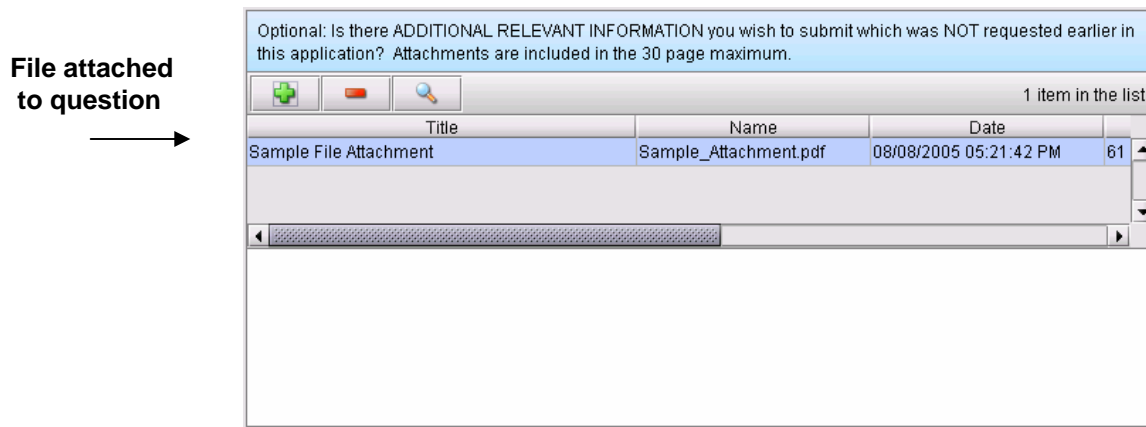 Optional: Is there ADDITIONAL RELEVANT INFORMATION you wish to submit which was NOT requested earlier in
this application?  Attachments are included in the 30 page maximum.
File attached
to question
1 item in the list
Title Name Date
Sample File Attachment Sample_Attachment.pdf 08/08/2005 05:21:42 PM 61